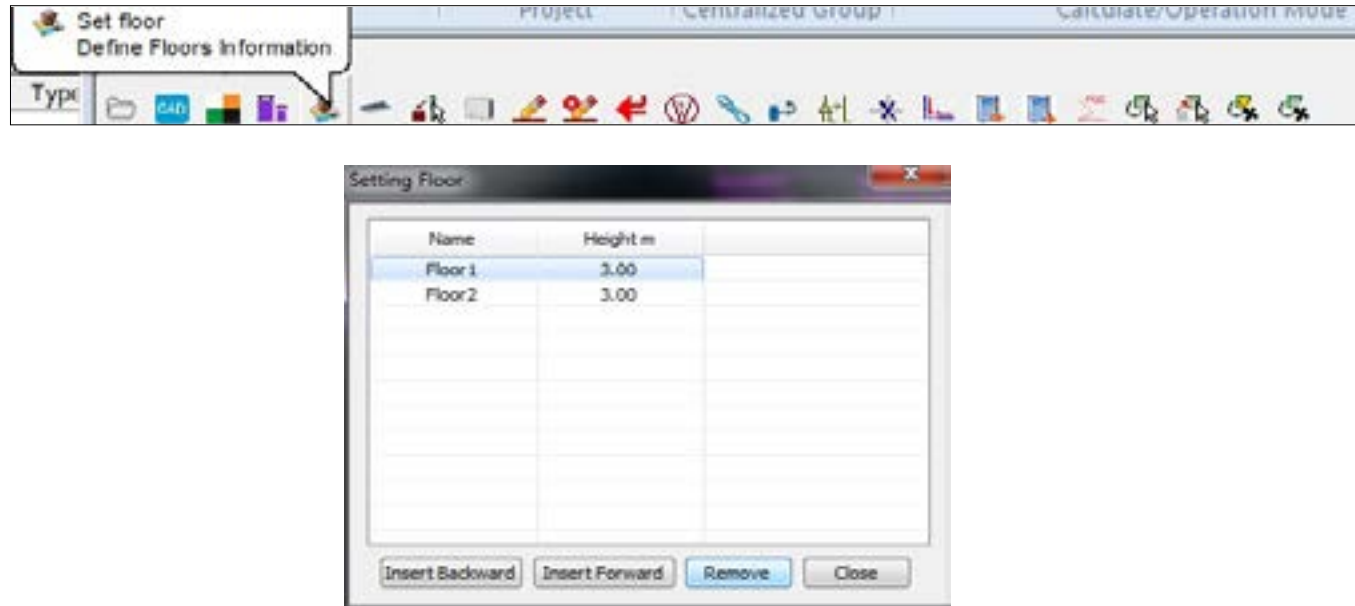 Project Centralized Group Calculate/Operation Mode
Set floor
Define Floors Information
Type
CAD
Setting Floor
Name Height m
Floor1 3.00
Floor2 3.00
Insert Backward Insert Forward Remove Close